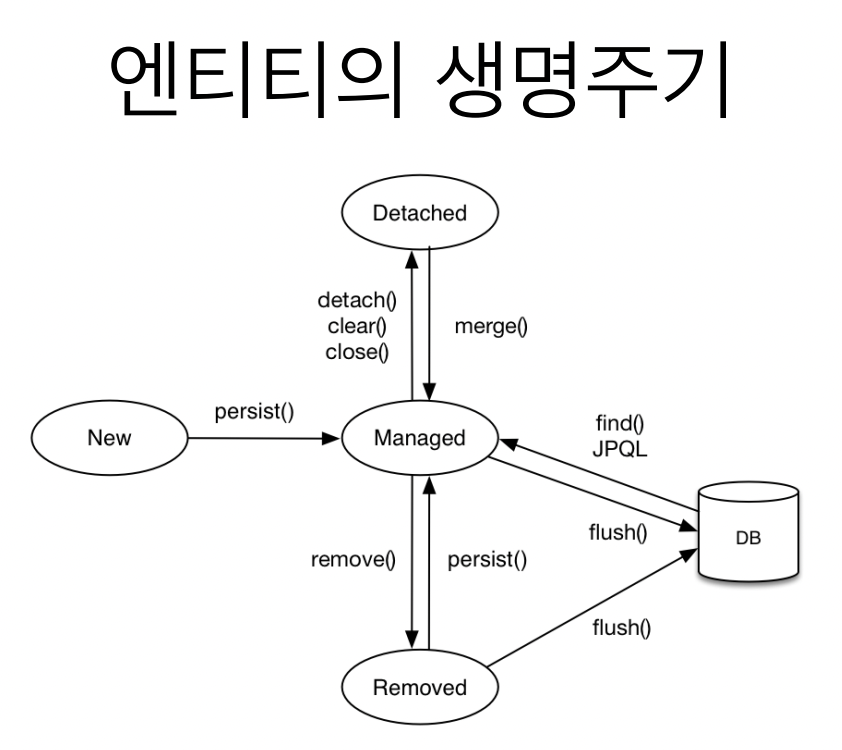 엔티티의 생명주기
Detached
detach()
clear()
close()
merge()
New
persist()
Managed
find()
JPQL
flush()
DB
remove()
persist()
flush()
Removed